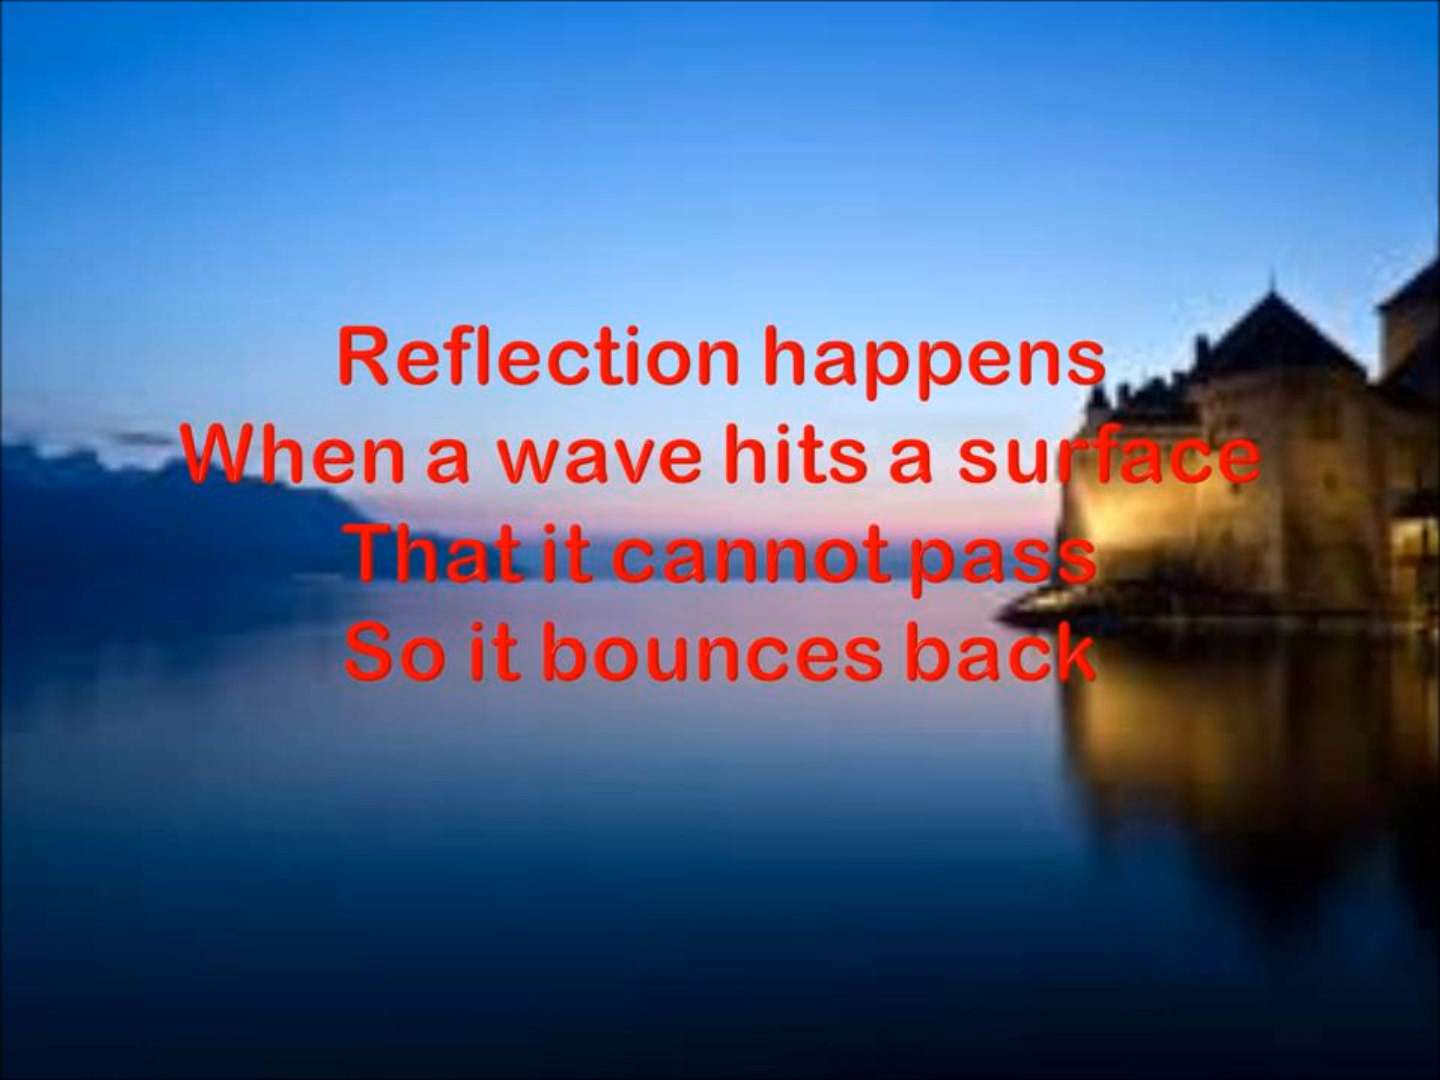 Reflection happens
When a wave hits a surface
That it cannot pass
So it bounces back